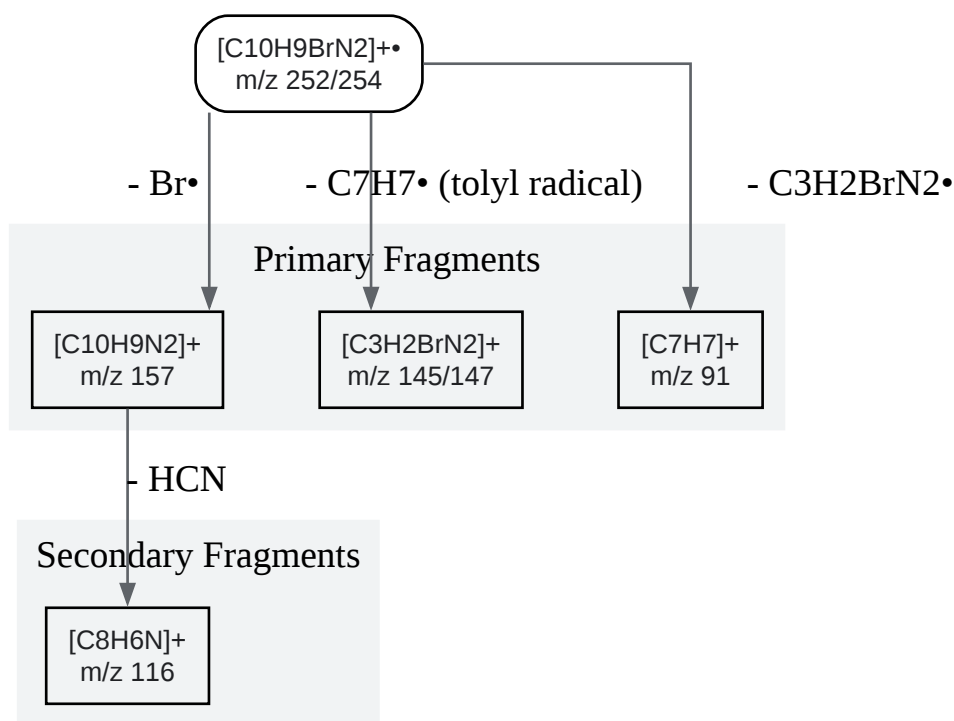 [C10H9BrN2]+•
m/z 252/254
- Br•
- C7H7• (tolyl radical)
- C3H2BrN2•
Primary Fragments
[C10H9N2]+
m/z 157
[C3H2BrN2]+
m/z 145/147
[C7H7]+
m/z 91
- HCN
Secondary Fragments
[C8H6N]+
m/z 116